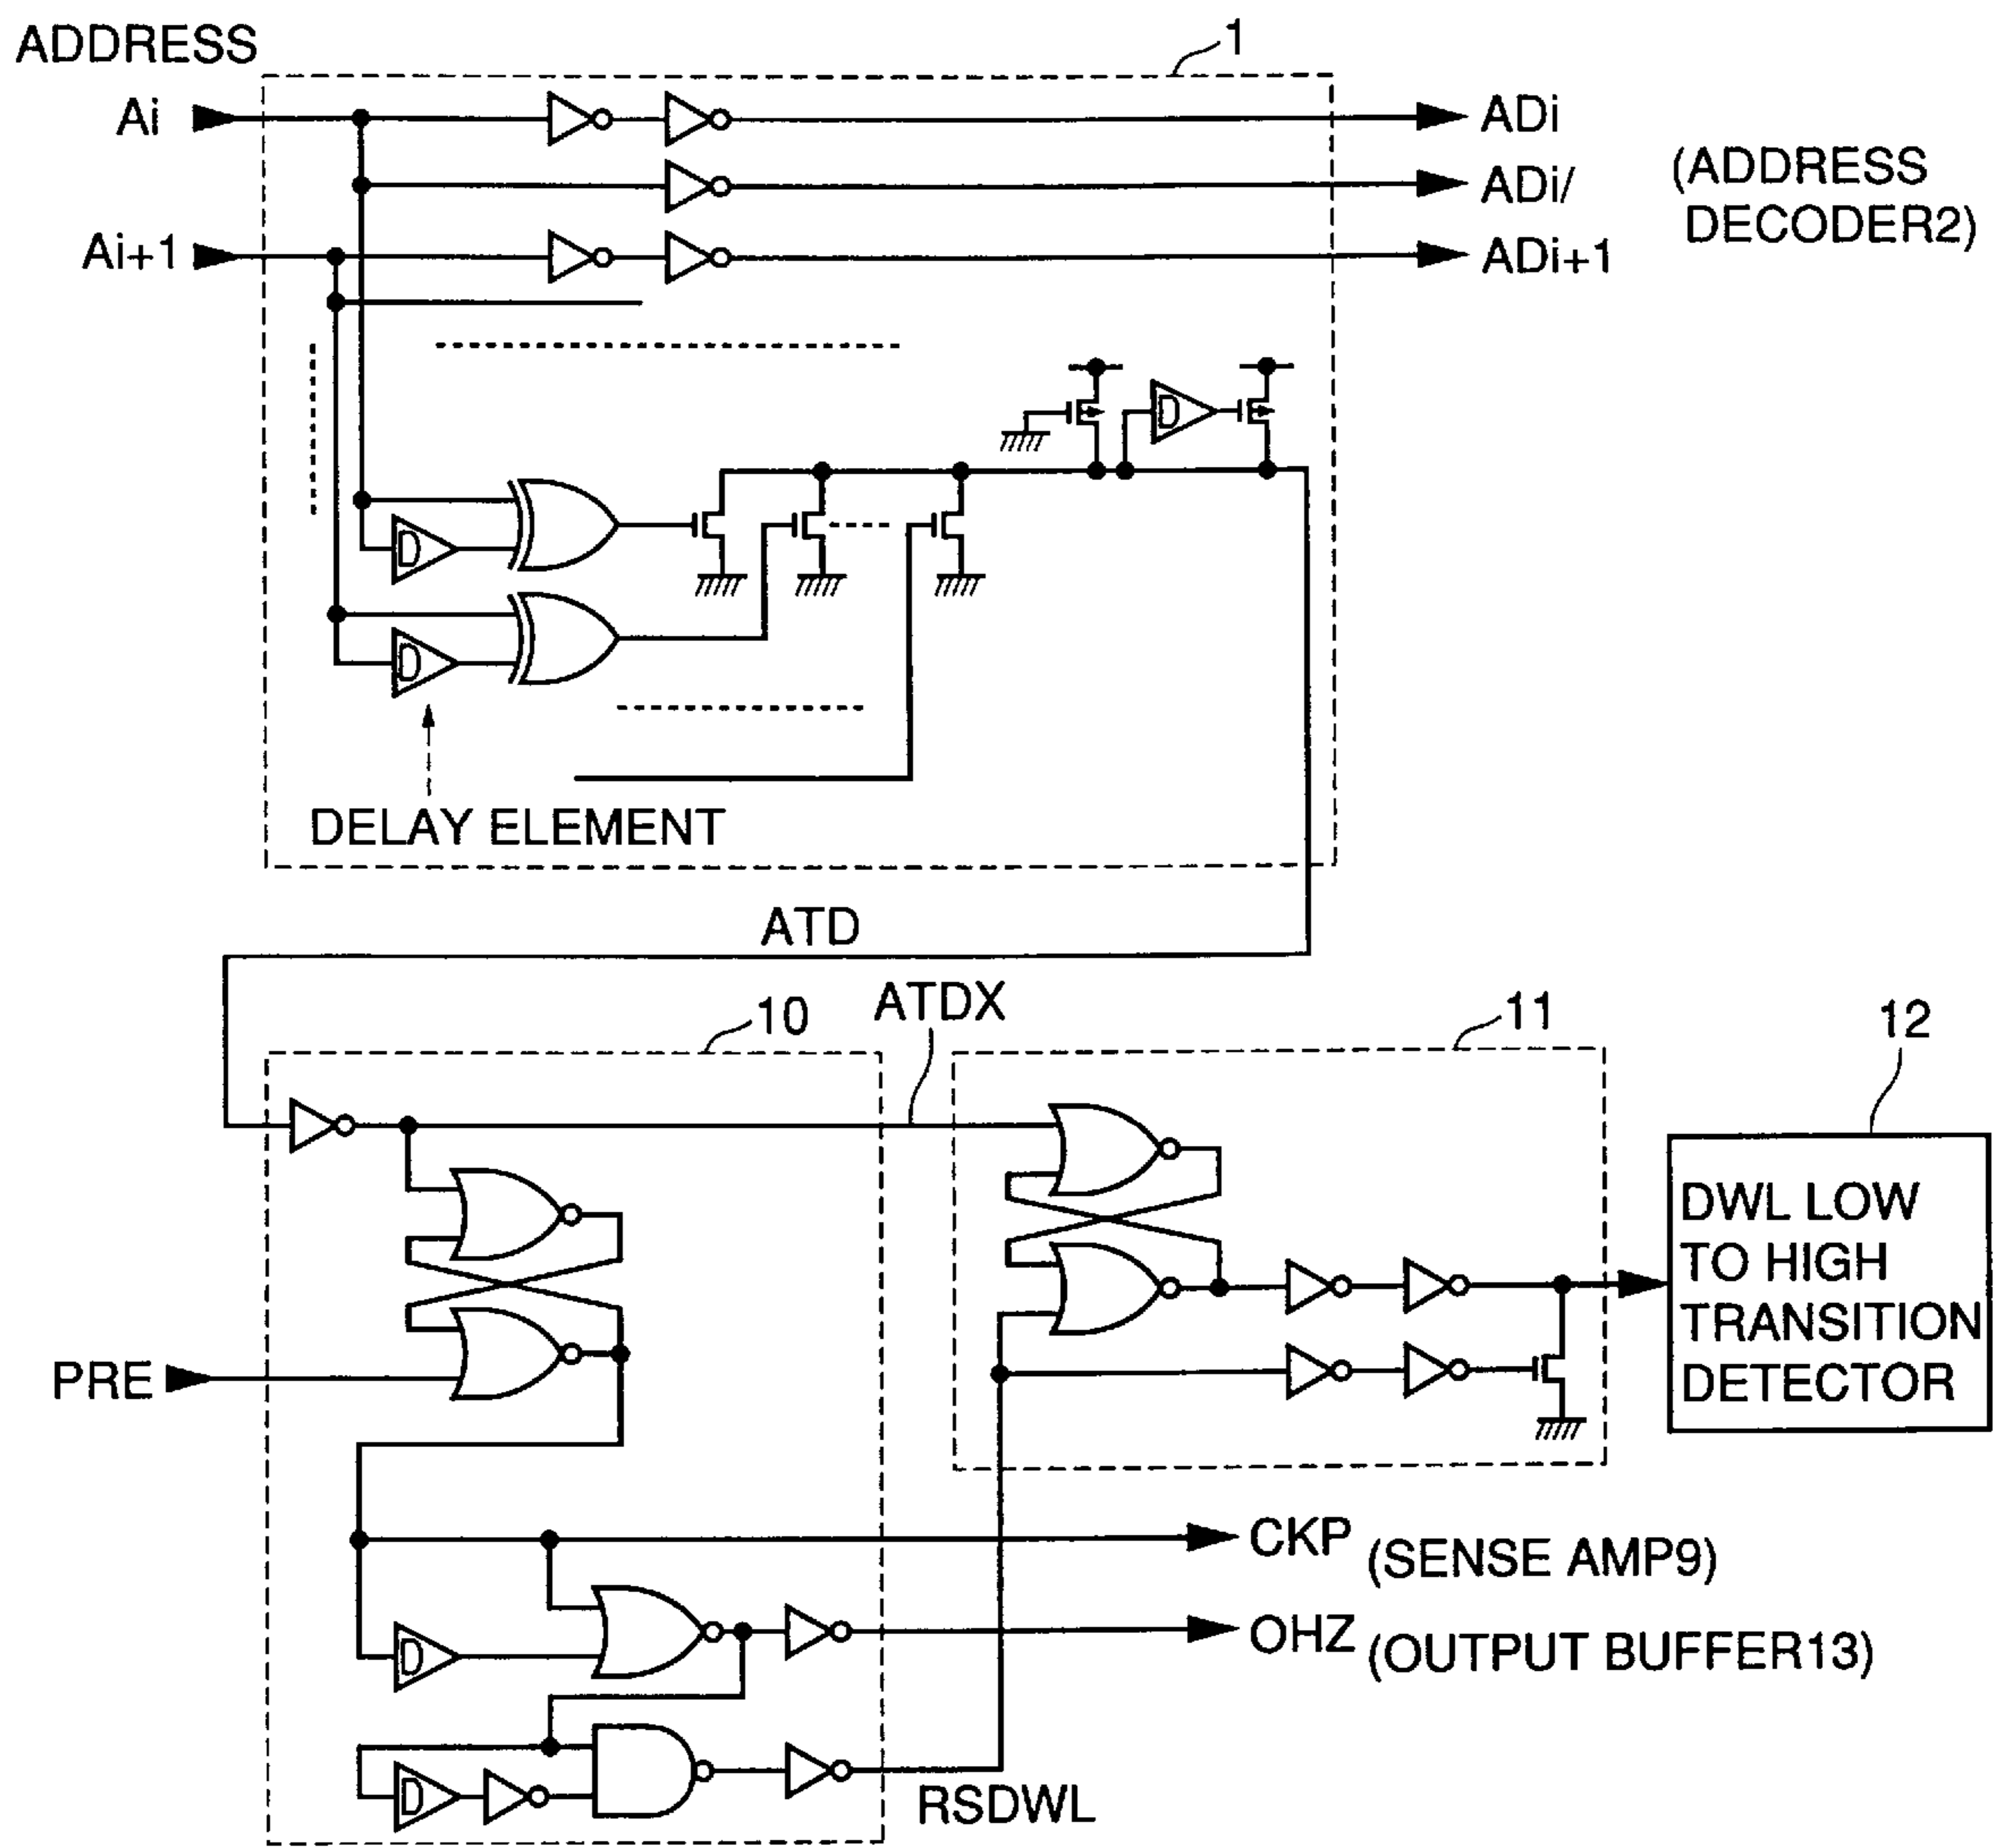 ADDRESS
1
Ai
ADi
ADi/
(ADDRESS
DECODER2)
Ai+1
ADi+1
D
D
D
DELAY ELEMENT
ATD
ATDX
10
11
12
DWL LOW
TO HIGH
TRANSITION
DETECTOR
PRE
CKP (SENSE AMP9)
D
OHZ (OUTPUT BUFFER13)
D
RSDWL